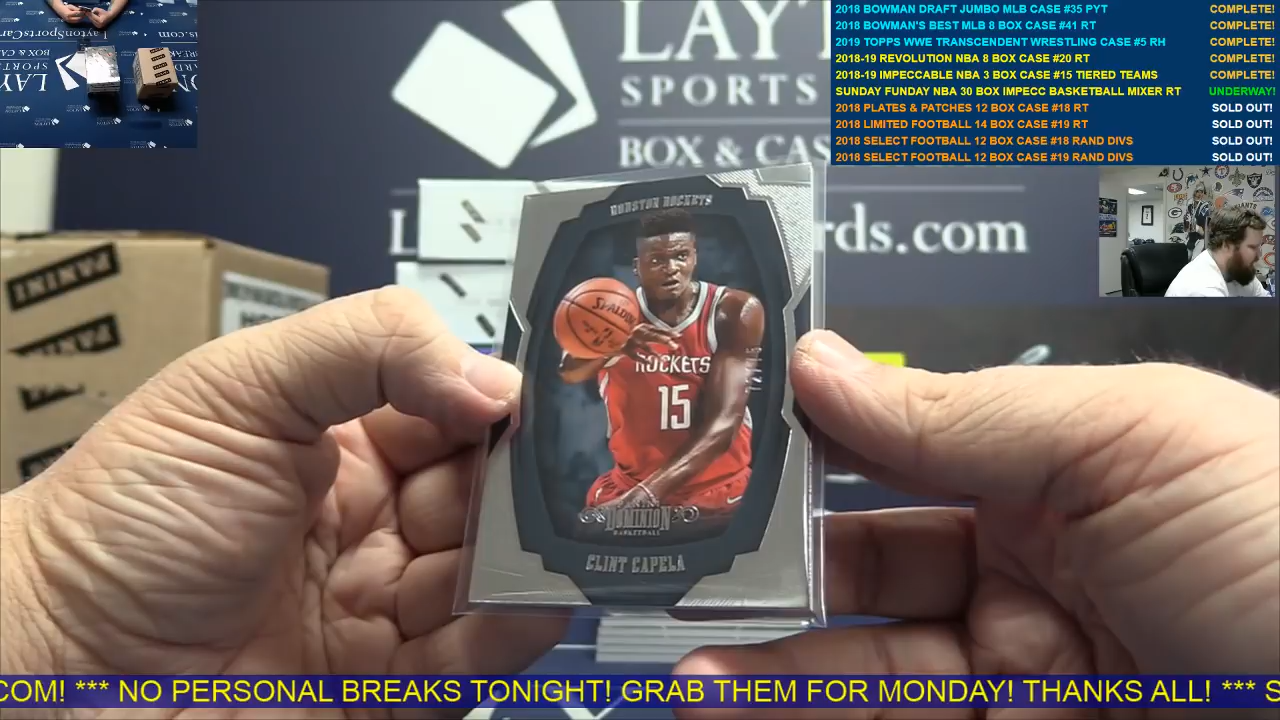 2018 BOWMAN DRAFT JUMBO MLB CASE #35 PYT COMPLETE!
2018 BOWMAN'S BEST MLB 8 BOX CASE #41 RT COMPLETE!
2019 TOPPS WWE TRANSCENDENT WRESTLING CASE #5 RH COMPLETE!
2018-19 REVOLUTION NBA 8 BOX CASE #20 RT COMPLETE!
2018-19 IMPECCABLE NBA 3 BOX CASE #15 TIERED TEAMS COMPLETE!
SUNDAY FUNDAY NBA 30 BOX IMPECC BASKETBALL MIXER RT UNDERWAY!
2018 PLATES & PATCHES 12 BOX CASE #18 RT SOLD OUT!
2018 LIMITED FOOTBALL 14 BOX CASE #19 RT SOLD OUT!
2018 SELECT FOOTBALL 12 BOX CASE #18 RAND DIVS SOLD OUT!
2018 SELECT FOOTBALL 12 BOX CASE #19 RAND DIVS SOLD OUT!
LAYT
SPORTS
BOX & CAS
L rds.com
PANINI
HOUSTON ROCKETS
SPALDING
ROCKETS
15
PANINI
DOMINION
BASKETBALL
CLINT CAPELA
COM! *** NO PERSONAL BREAKS TONIGHT! GRAB THEM FOR MONDAY! THANKS ALL! *** S